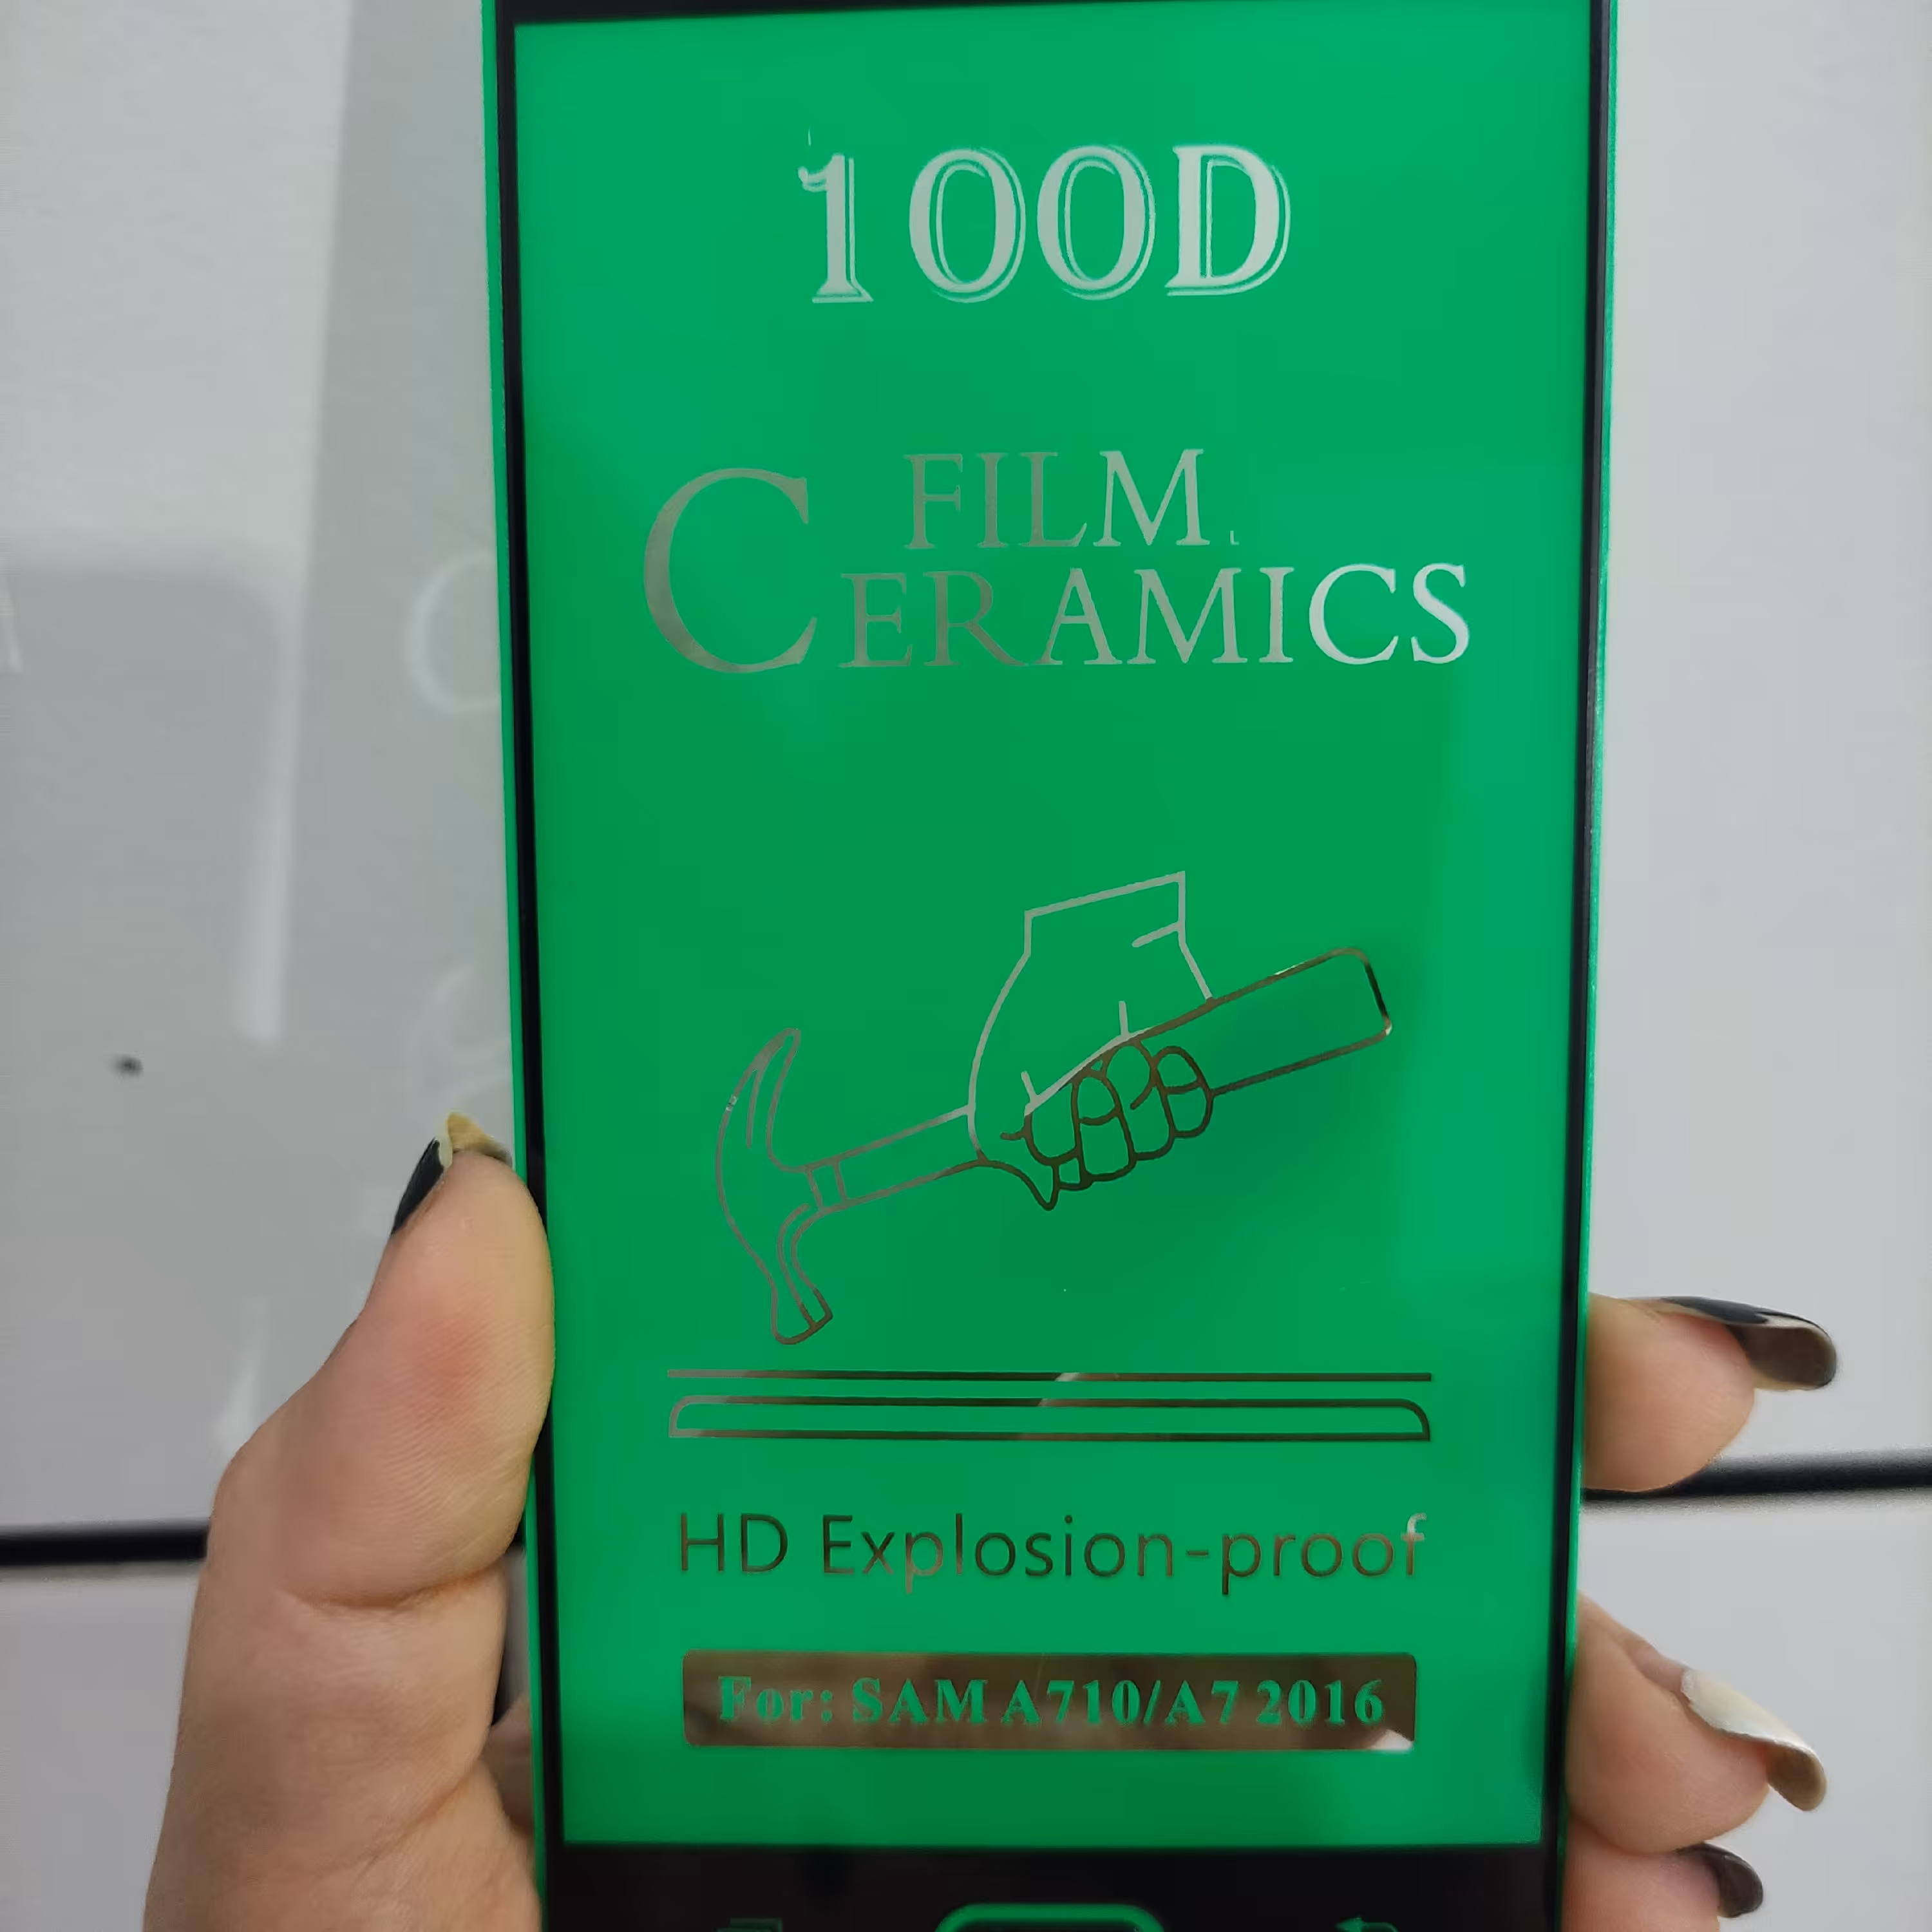 100D
FILM
CERAMICS
HD Explosion-proof
For: SAM A710/A7 2016